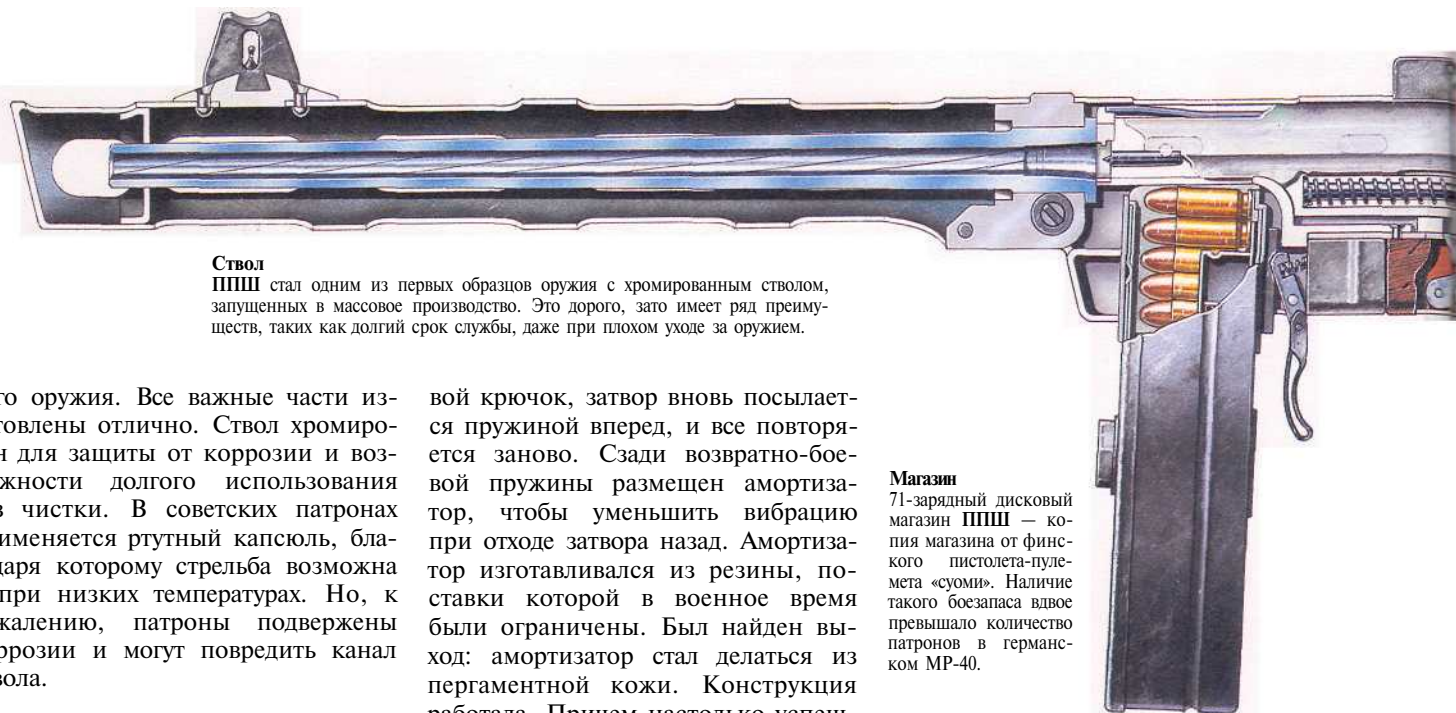 Ствол
ППШ стал одним из первых образцов оружия с хромированным стволом,
запущенных в массовое производство. Это дорого, зато имеет ряд преиму-
ществ, таких как долгий срок службы, даже при плохом уходе за оружием.
го оружия. Все важные части из-
товлены отлично. Ствол хромиро-
н для защиты от коррозии и воз-
жности долгого использования
з чистки. В советских патронах
именяется ртутный капсюль, бла-
даря которому стрельба возможна
при низких температурах. Но, к
жалению, патроны подвержены
ррозии и могут повредить канал
вола.
вой крючок, затвор вновь посылает-
ся пружиной вперед, и все повторя-
ется заново. Сзади возвратно-бое-
вой пружины размещен амортиза-
тор, чтобы уменьшить вибрацию
при отходе затвора назад. Амортиза-
тор изготавливался из резины, по-
ставки которой в военное время
были ограничены. Был найден вы-
ход: амортизатор стал делаться из
пергаментной кожи. Конструкция
работала. Причем настолько успеш-
Магазин
71-зарядный дисковый
магазин ППШ — ко-
пия магазина от финс-
кого пистолета-пуле-
мета «суоми». Наличие
такого боезапаса вдвое
превышало количество
патронов в германс-
ком МР-40.